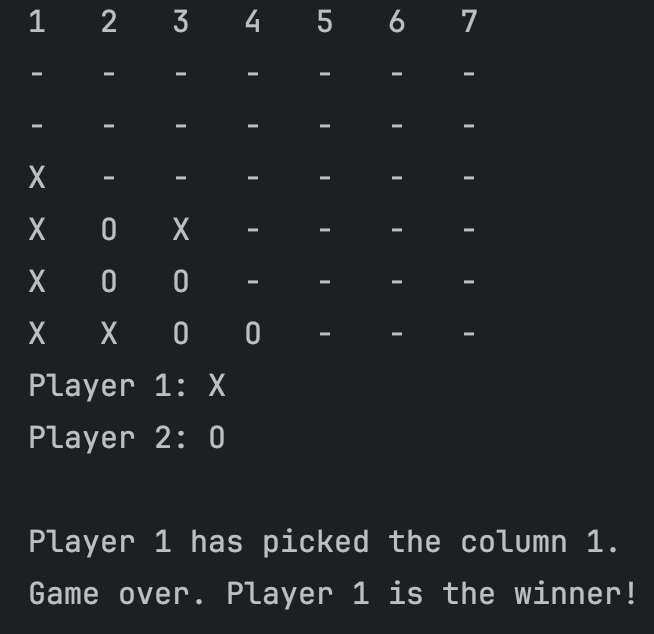 1 2 3 4 5 6 7
- - - - - - -
- - - - - - -
X - - - - - -
X O X - - - -
X O O - - - -
X X O O - - -
Player 1: X
Player 2: O
Player 1 has picked the column 1.
Game over. Player 1 is the winner!